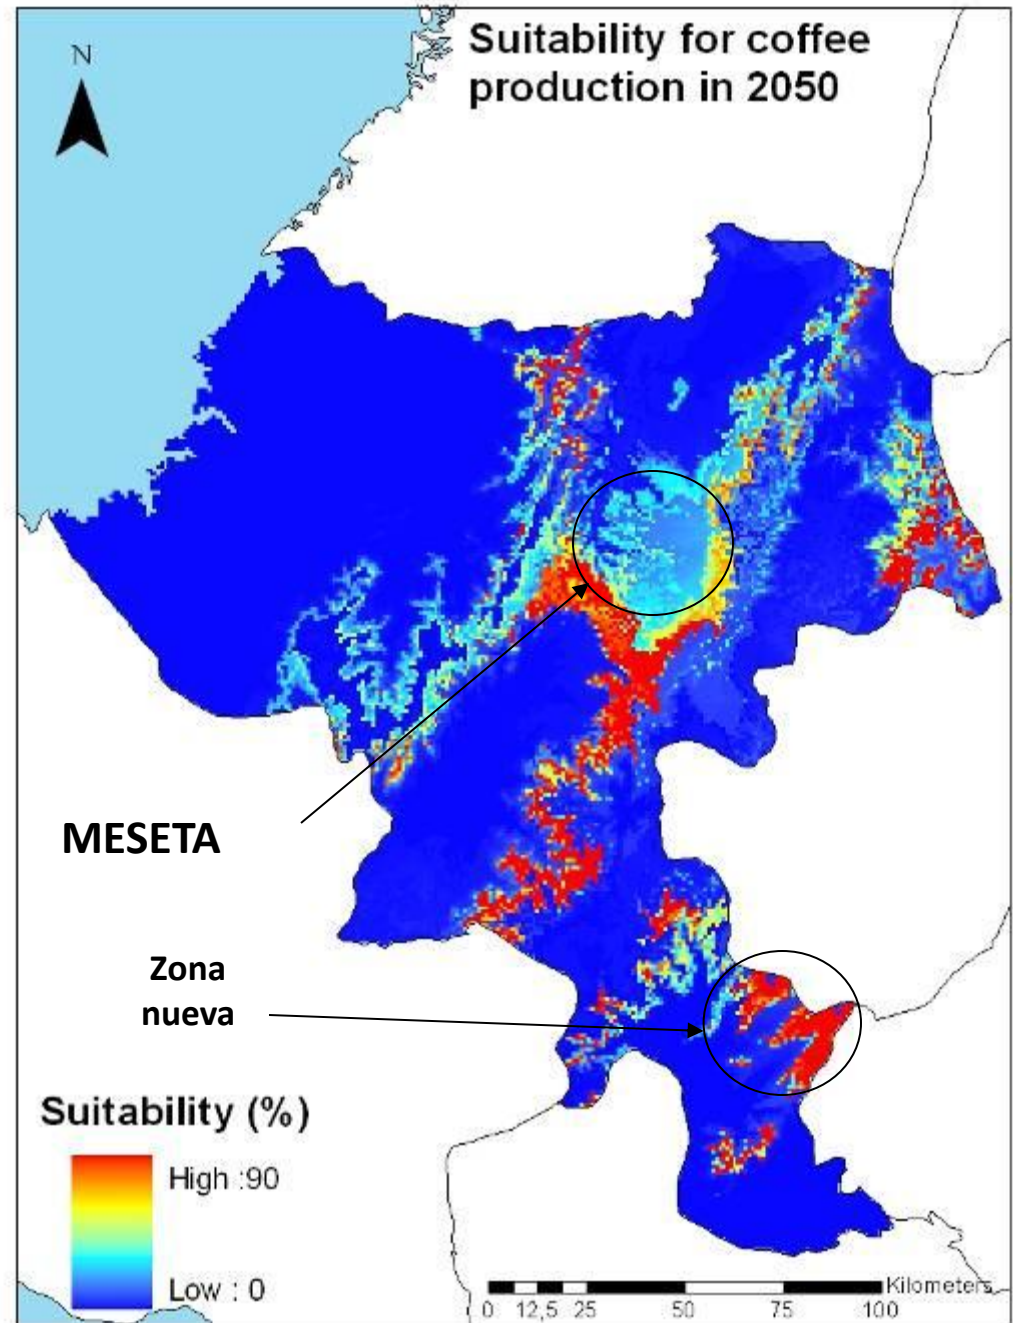 Suitability for coffee
production in 2050
N
MESETA
Zona
nueva
Suitability (%)
High :90
Low : 0
Kilometers
0 12,5 25 50 75 100